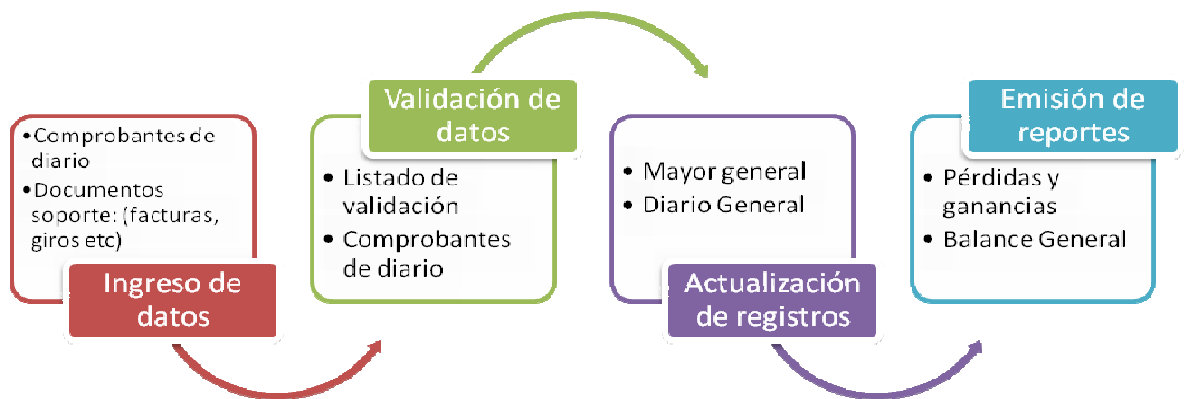 •Comprobantes de
diario
•Documentos
soporte: (facturas,
giros etc)
Ingreso de
datos
Validación de
datos
• Listado de
validación
• Comprobantes
de diario
• Mayor general
• Diario General
Actualización
de registros
Emisión de
reportes
• Pérdidas y
ganancias
• Balance General